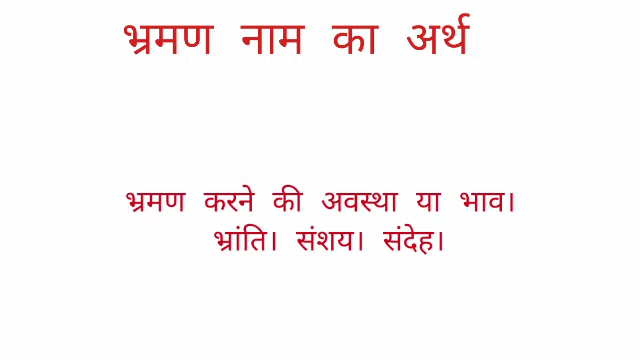 भ्रमण नाम का अर्थ
भ्रमण करने की अवस्था या भाव।
भ्रांति। संशय। संदेह।